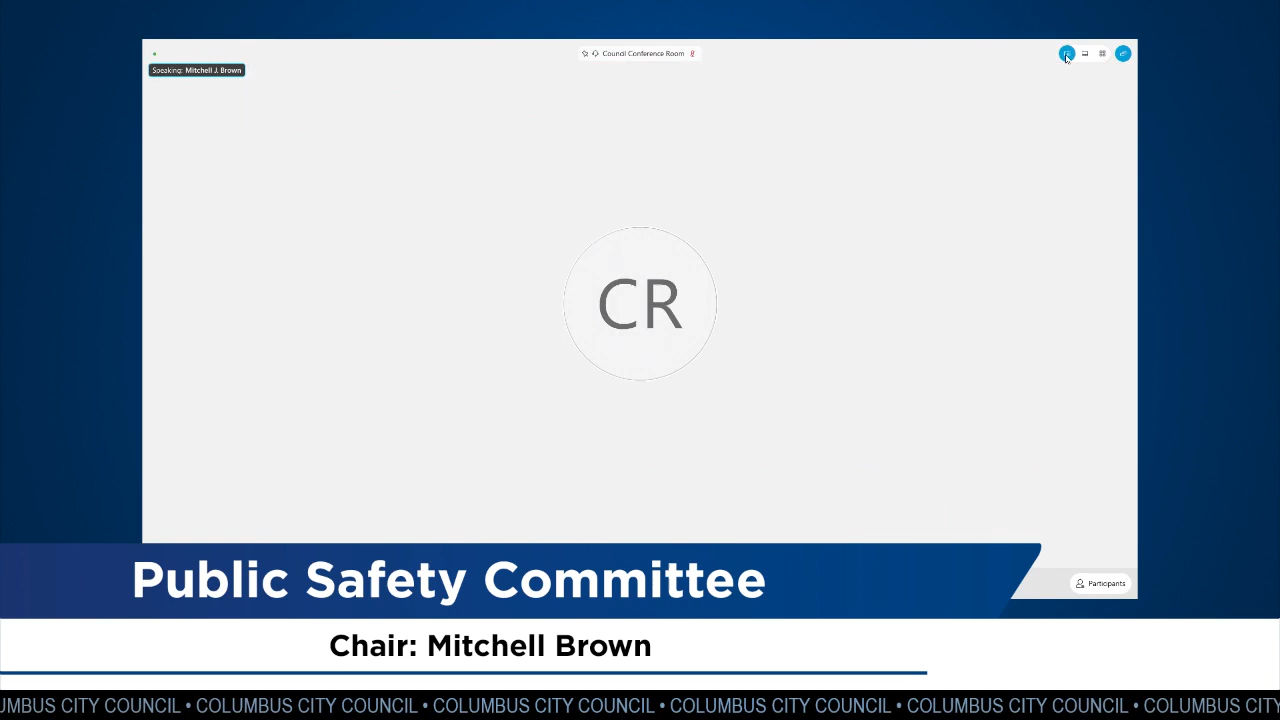 Council Conference Room
Speaking: Mitchell J. Brown
CR
Public Safety Committee
Participants
Chair: Mitchell Brown
UMBUS CITY COUNCIL • COLUMBUS CITY COUNCIL • COLUMBUS CITY COUNCIL • COLUMBUS CITY COUNCIL • COLUMBUS CITY COUNCIL • COLUMBUS CITY